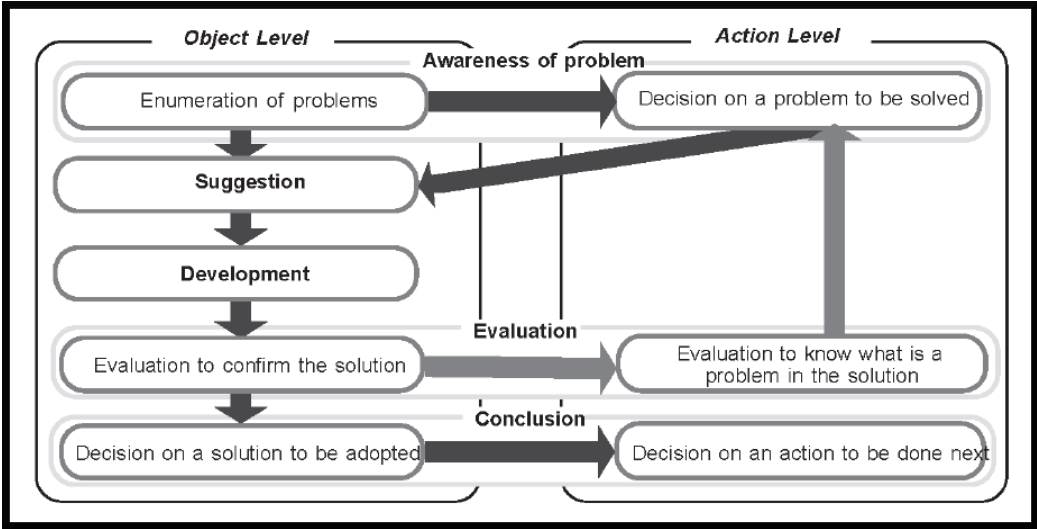 Object Level
Action Level
Awareness of problem
Enumeration of problems
Decision on a problem to be solved
Suggestion
Development
Evaluation
Evaluation to confirm the solution
Evaluation to know what is a
problem in the solution
Conclusion
Decision on a solution to be adopted
Decision on an action to be done next